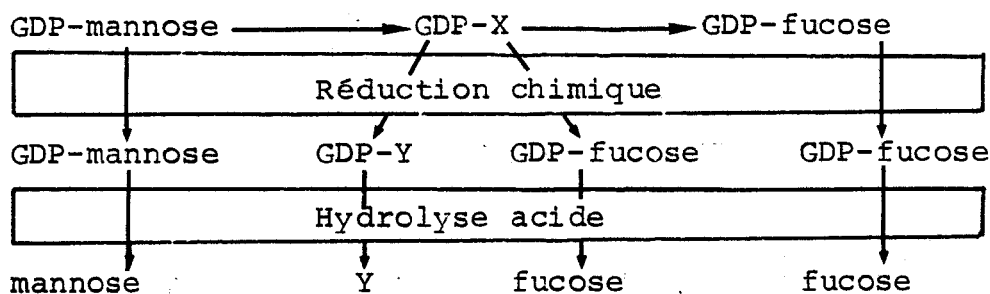 GDP-mannose GDP-X GDP-fucose
Réduction chimique
GDP-mannose GDP-Y GDP-fucose GDP-fucose
Hydrolyse acide
mannose Y fucose fucose